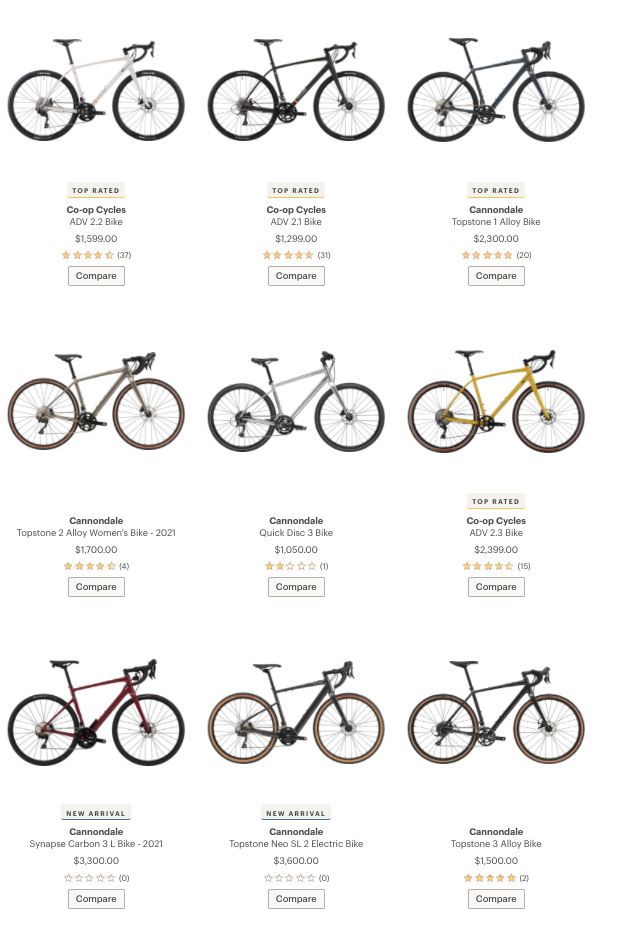 TOP RATED
Co-op Cycles
ADV 2.2 Bike
$1,599.00
(37)
Compare
TOP RATED
Co-op Cycles
ADV 2.1 Bike
$1,299.00
(31)
Compare
TOP RATED
Cannondale
Topstone 1 Alloy Bike
$2,300.00
(20)
Compare
Cannondale
Topstone 2 Alloy Women's Bike - 2021
$1,700.00
(4)
Compare
Cannondale
Quick Disc 3 Bike
$1,050.00
(1)
Compare
TOP RATED
Co-op Cycles
ADV 2.3 Bike
$2,399.00
(15)
Compare
NEW ARRIVAL
Cannondale
Synapse Carbon 3 L Bike - 2021
$3,300.00
(0)
Compare
NEW ARRIVAL
Cannondale
Topstone Neo SL 2 Electric Bike
$3,600.00
(0)
Compare
Cannondale
Topstone 3 Alloy Bike
$1,500.00
(2)
Compare